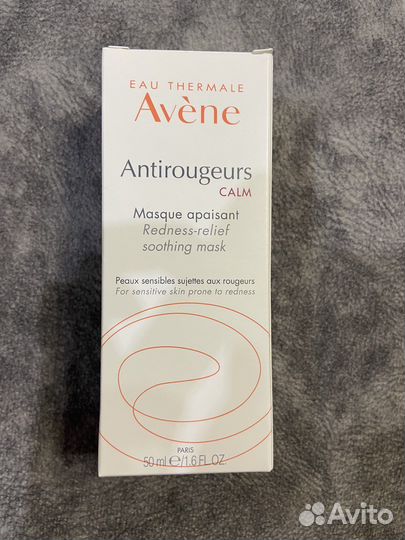 EAU THERMALE
Avène
Antirougeurs
CALM
Masque apaisant
Redness-relief
soothing mask
Peaux sensibles sujettes aux rougeurs
For sensitive skin prone to redness
PARIS
50 ml ℮/1.6 FL.OZ.
Avito